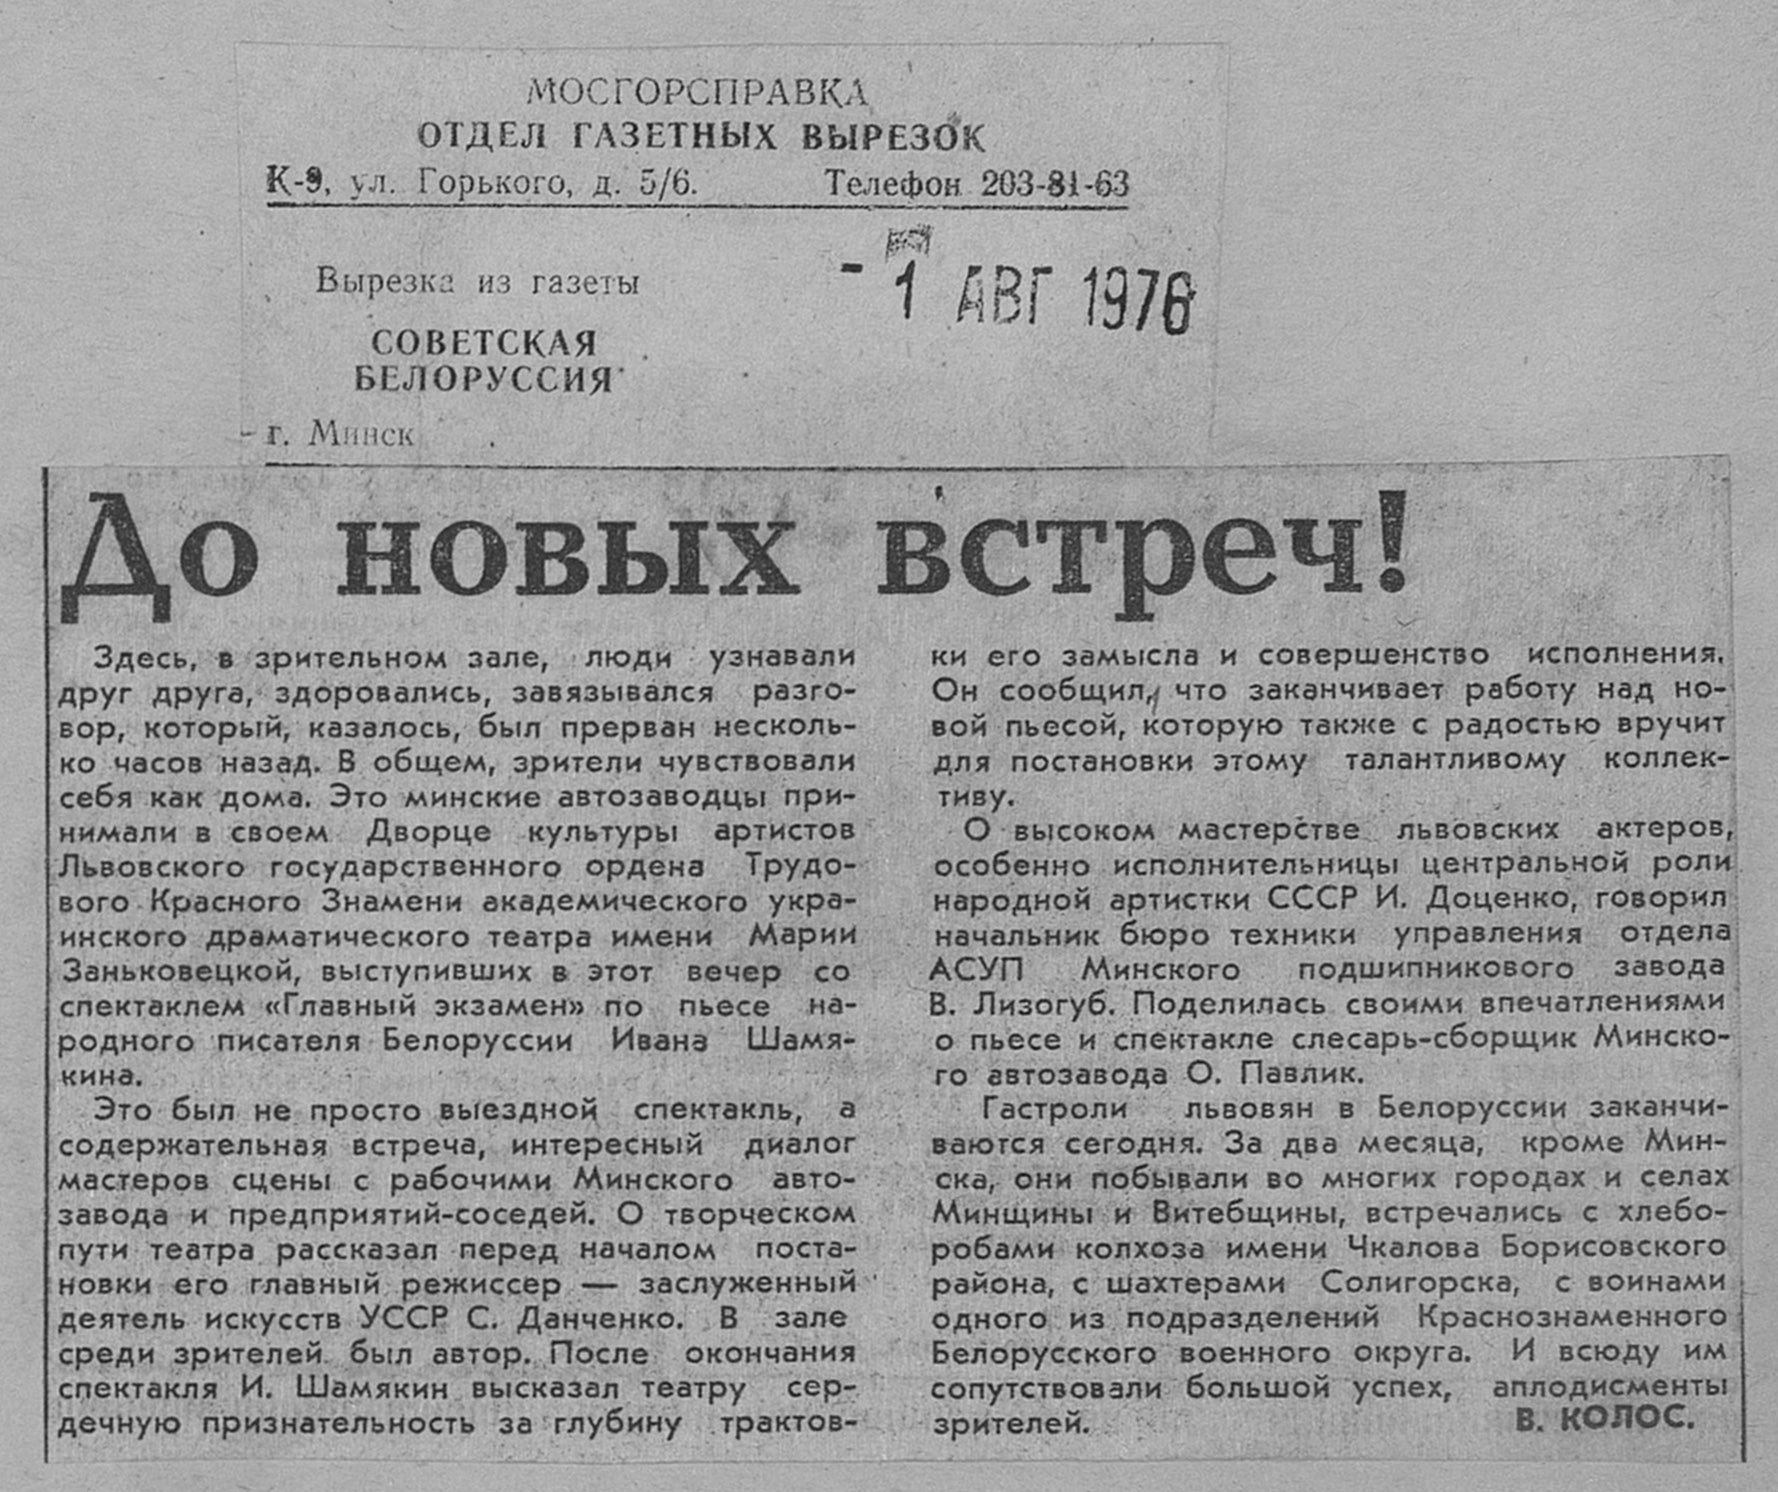 МОСГОРСПРАВКА
ОТДЕЛ ГАЗЕТНЫХ ВЫРЕЗОК
К-9, ул. Горького, д. 5/6. Телефон 203-81-63
Вырезка из газеты
- 1 АВГ 1976
СОВЕТСКАЯ
БЕЛОРУССИЯ
г. Минск
До новых встреч!
Здесь, в зрительном зале, люди узнавали
друг друга, здоровались, завязывался разго-
вор, который, казалось, был прерван несколь-
ко часов назад. В общем, зрители чувствовали
себя как дома. Это минские автозаводцы при-
нимали в своем Дворце культуры артистов
Львовского государственного ордена Трудо-
вого Красного Знамени академического укра-
инского драматического театра имени Марии
Заньковецкой, выступивших в этот вечер со
спектаклем «Главный экзамен» по пьесе на-
родного писателя Белоруссии Ивана Шамя-
кина.
Это был не просто выездной спектакль, а
содержательная встреча, интересный диалог
мастеров сцены с рабочими Минского авто-
завода и предприятий-соседей. О творческом
пути театра рассказал перед началом поста-
новки его главный режиссер — заслуженный
деятель искусств УССР С. Данченко. В зале
среди зрителей был автор. После окончания
спектакля И. Шамякин высказал театру сер-
дечную признательность за глубину трактов-
ки его замысла и совершенство исполнения.
Он сообщил, что заканчивает работу над но-
вой пьесой, которую также с радостью вручит
для постановки этому талантливому коллек-
тиву.
О высоком мастерстве львовских актеров,
особенно исполнительницы центральной роли
народной артистки СССР И. Доценко, говорил
начальник бюро техники управления отдела
АСУП Минского подшипникового завода
В. Лизогуб. Поделилась своими впечатлениями
о пьесе и спектакле слесарь-сборщик Минско-
го автозавода О. Павлик.
Гастроли львовян в Белоруссии заканчи-
ваются сегодня. За два месяца, кроме Мин-
ска, они побывали во многих городах и селах
Минщины и Витебщины, встречались с хлебо-
робами колхоза имени Чкалова Борисовского
района, с шахтерами Солигорска, с воинами
одного из подразделений Краснознаменного
Белорусского военного округа. И всюду им
сопутствовали большой успех, аплодисменты
зрителей.
В. КОЛОС.